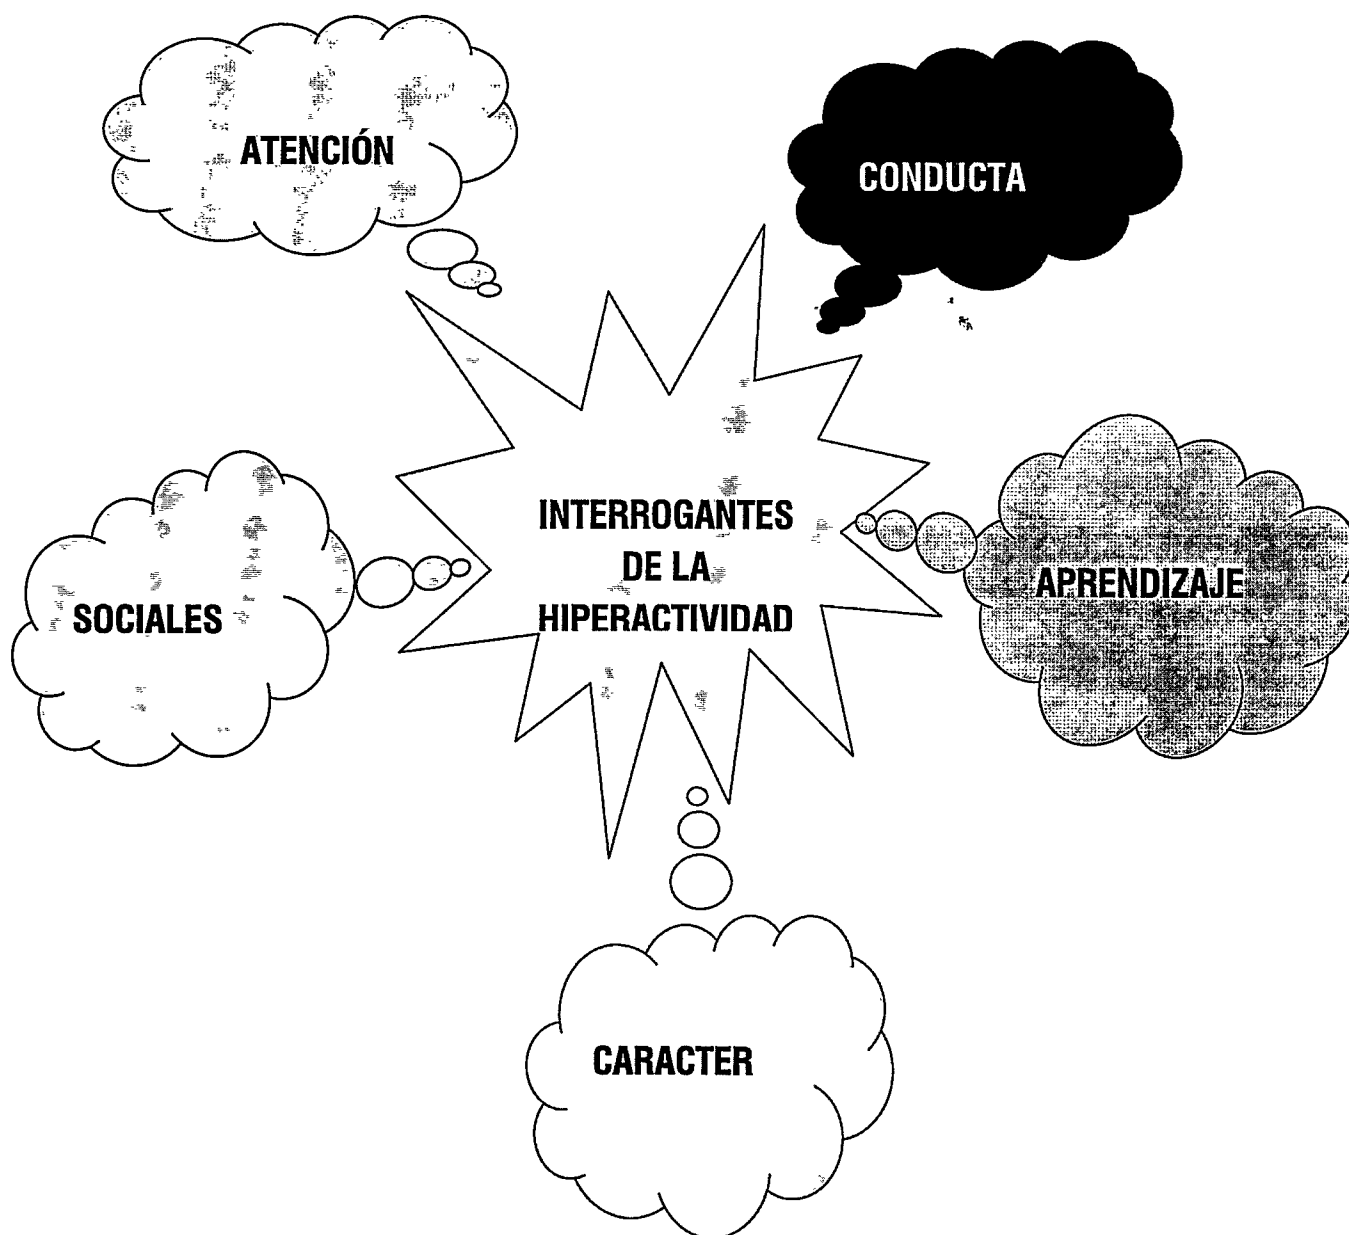 ATENCIÓN
CONDUCTA
INTERROGANTES
DE LA
HIPERACTIVIDAD
APRENDIZAJE
SOCIALES
CARACTER